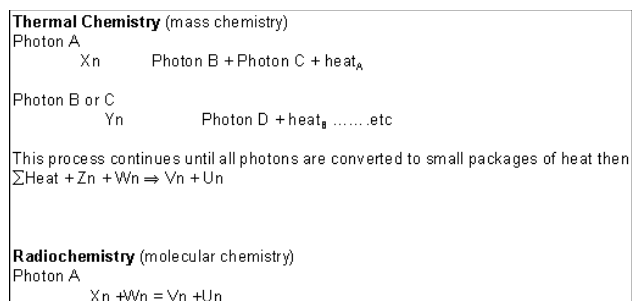 Thermal Chemistry (mass chemistry)
Photon A
Xn Photon B + Photon C + heatA
Photon B or C
Yn Photon D + heatB .......etc
This process continues until all photons are converted to small packages of heat then
∑Heat + Zn + Wn ⇒ Vn + Un
Radiochemistry (molecular chemistry)
Photon A
Xn +Wn = Vn +Un